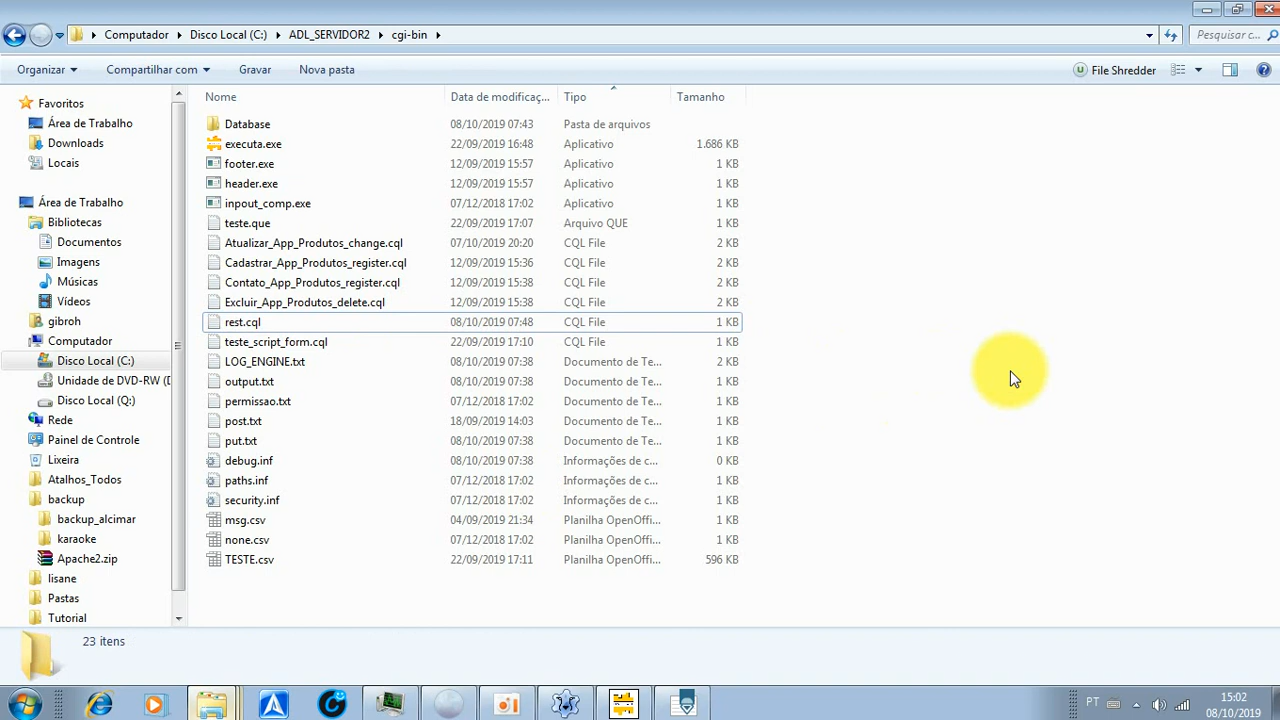 Computador Disco Local (C:) ADL_SERVIDOR2 cgi-bin Pesquisar c...
Organizar Compartilhar com Gravar Nova pasta File Shredder
Favoritos
Área de Trabalho
Downloads
Locais
Área de Trabalho
Bibliotecas
Documentos
Imagens
Músicas
Vídeos
gibroh
Computador
Disco Local (C:)
Unidade de DVD-RW (D
Disco Local (Q:)
Rede
Painel de Controle
Lixeira
Atalhos_Todos
backup
backup_alcimar
karaoke
Apache2.zip
lisane
Pastas
Tutorial
Nome Data de modificaç... Tipo Tamanho
Database 08/10/2019 07:43 Pasta de arquivos
executa.exe 22/09/2019 16:48 Aplicativo 1.686 KB
footer.exe 12/09/2019 15:57 Aplicativo 1 KB
header.exe 12/09/2019 15:57 Aplicativo 1 KB
inpout_comp.exe 07/12/2018 17:02 Aplicativo 1 KB
teste.que 22/09/2019 17:07 Arquivo QUE 1 KB
Atualizar_App_Produtos_change.cql 07/10/2019 20:20 CQL File 2 KB
Cadastrar_App_Produtos_register.cql 12/09/2019 15:36 CQL File 2 KB
Contato_App_Produtos_register.cql 12/09/2019 15:38 CQL File 2 KB
Excluir_App_Produtos_delete.cql 12/09/2019 15:38 CQL File 2 KB
rest.cql 08/10/2019 07:48 CQL File 1 KB
teste_script_form.cql 22/09/2019 17:10 CQL File 1 KB
LOG_ENGINE.txt 08/10/2019 07:38 Documento de Te... 2 KB
output.txt 08/10/2019 07:38 Documento de Te... 1 KB
permissao.txt 07/12/2018 17:02 Documento de Te... 1 KB
post.txt 18/09/2019 14:03 Documento de Te... 1 KB
put.txt 08/10/2019 07:38 Documento de Te... 1 KB
debug.inf 08/10/2019 07:38 Informações de c... 0 KB
paths.inf 07/12/2018 17:02 Informações de c... 1 KB
security.inf 07/12/2018 17:02 Informações de c... 1 KB
msg.csv 04/09/2019 21:34 Planilha OpenOffi... 1 KB
none.csv 07/12/2018 17:02 Planilha OpenOffi... 1 KB
TESTE.csv 22/09/2019 17:11 Planilha OpenOffi... 596 KB
23 itens
PT
15:02
08/10/2019